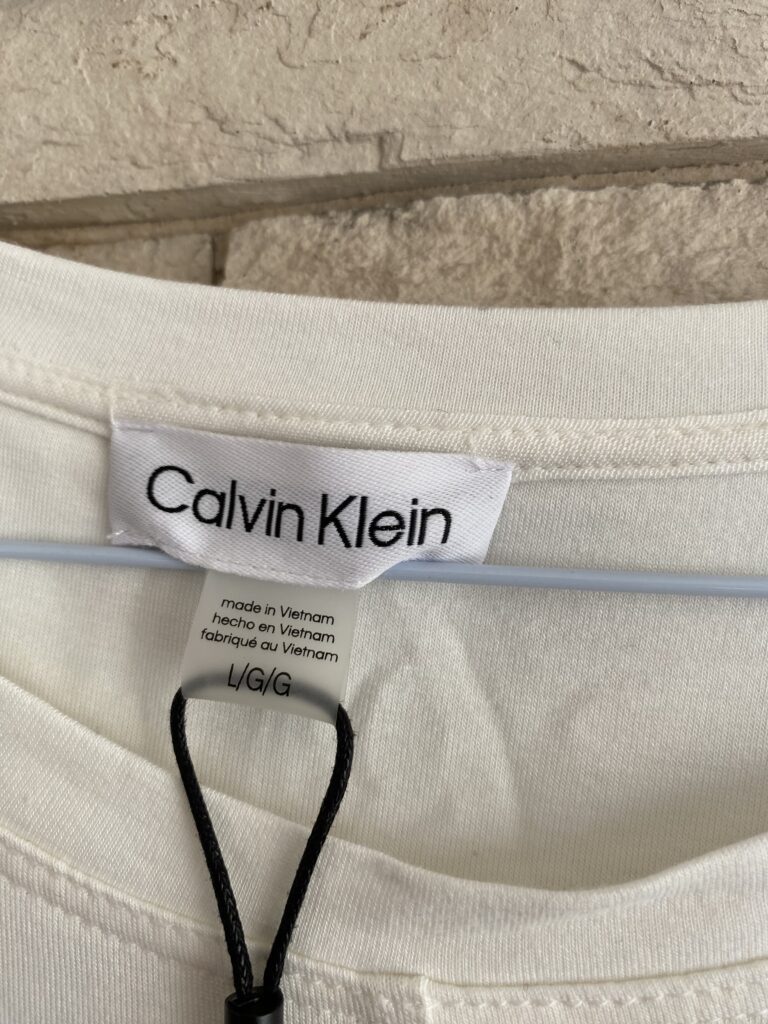 Calvin Klein
made in Vietnam
hecho en Vietnam
fabriqué au Vietnam
L/G/G